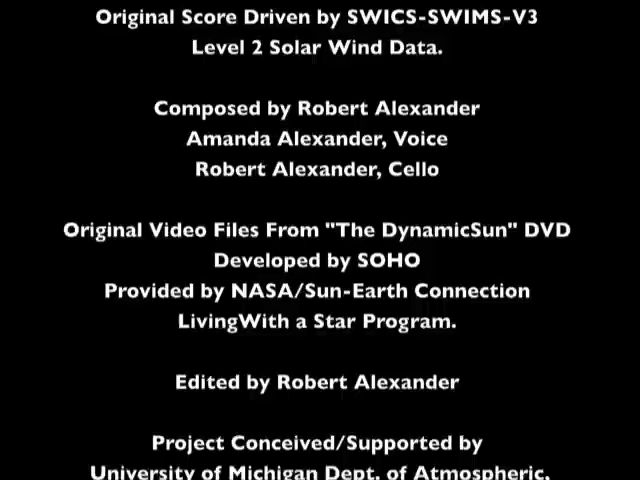 Original Score Driven by SWICS-SWIMS-V3
Level 2 Solar Wind Data.
Composed by Robert Alexander
Amanda Alexander, Voice
Robert Alexander, Cello
Original Video Files From "The DynamicSun" DVD
Developed by SOHO
Provided by NASA/Sun-Earth Connection
LivingWith a Star Program.
Edited by Robert Alexander
Project Conceived/Supported by
University of Michigan Dept. of Atmospheric,